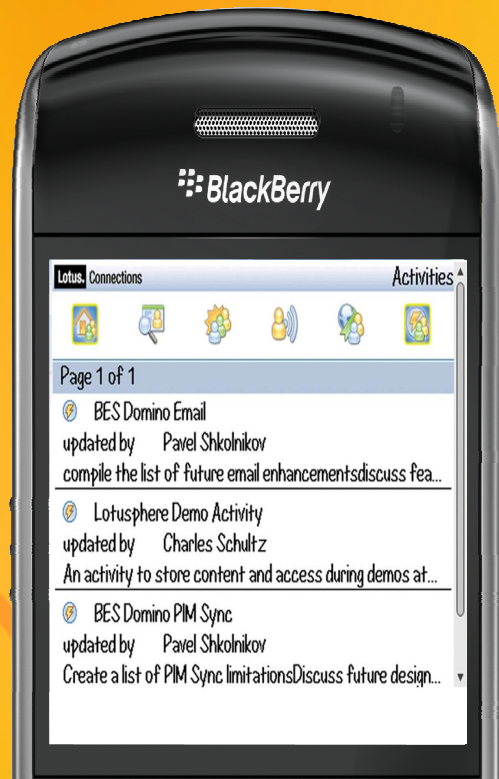 BlackBerry
Lotus. Connections Activities
Page 1 of 1
BES Domino Email
updated by Pavel Shkolnikov
compile the list of future email enhancementsdiscuss fea...
Lotusphere Demo Activity
updated by Charles Schultz
An activity to store content and access during demos at...
BES Domino PIM Sync
updated by Pavel Shkolnikov
Create a list of PIM Sync limitationsDiscuss future design...